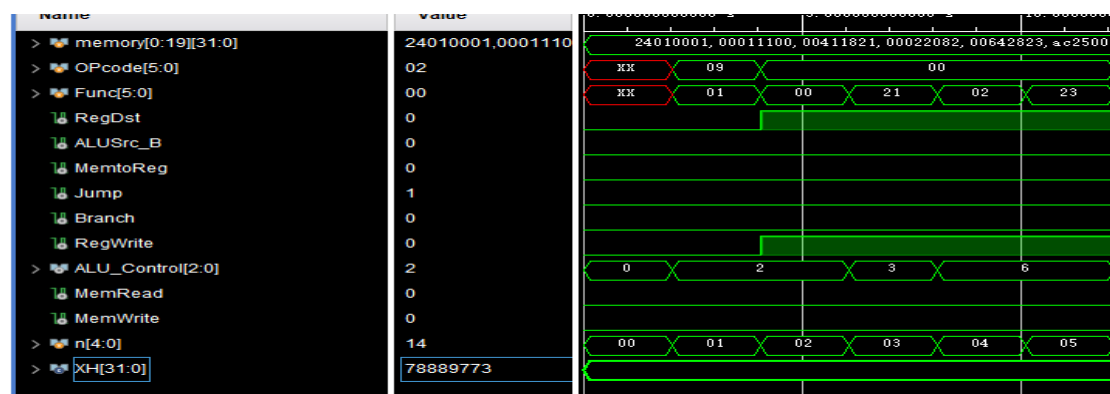 Name Value
memory[0:19][31:0] 24010001,0001110 24010001, 00011100, 00411821, 00022082, 00642823, ac2500
OPcode[5:0] 02 XX 09 00
Func[5:0] 00 XX 01 00 21 02 23
RegDst 0
ALUSrc_B 0
MemtoReg 0
Jump 1
Branch 0
RegWrite 0
ALU_Control[2:0] 2 0 2 3 6
MemRead 0
MemWrite 0
n[4:0] 14 00 01 02 03 04 05
XH[31:0] 78889773